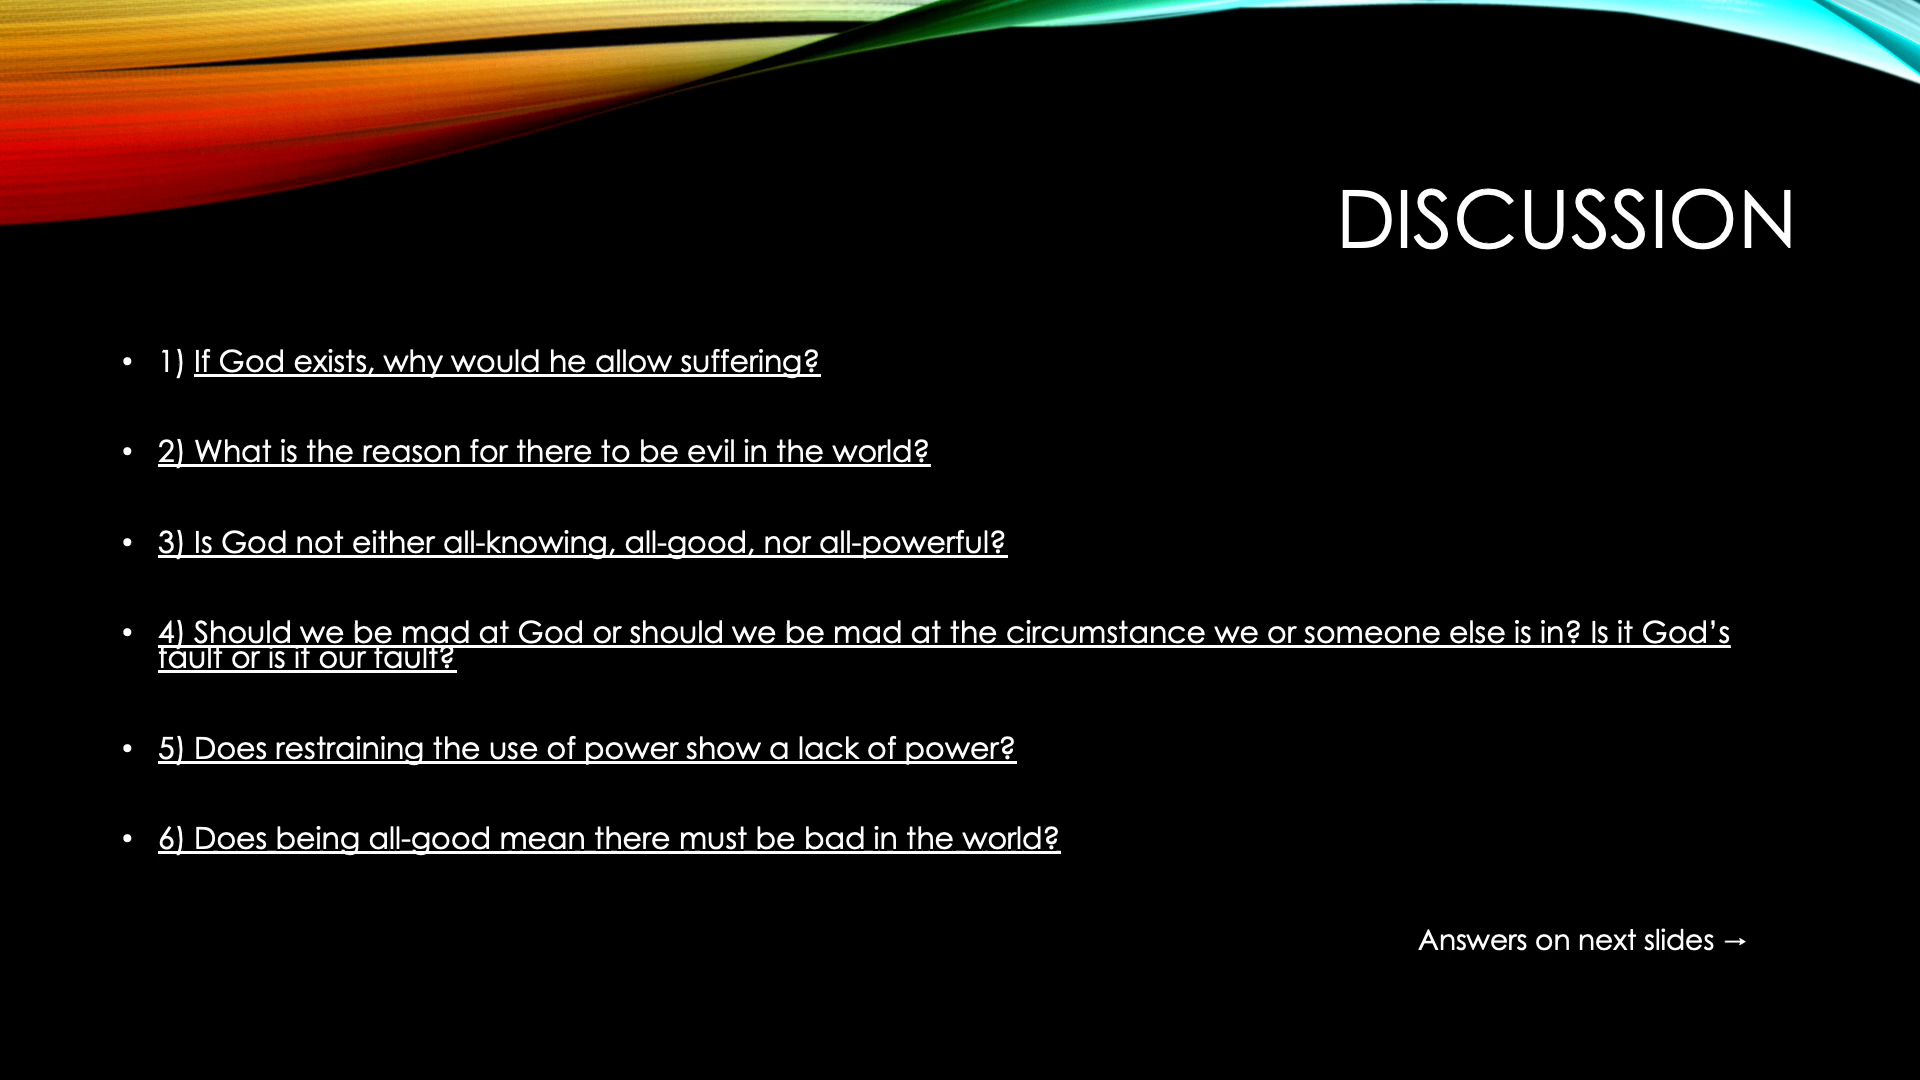 DISCUSSION
• 1) If God exists, why would he allow suffering?
• 2) What is the reason for there to be evil in the world?
• 3) Is God not either all-knowing, all-good, nor all-powerful?
• 4) Should we be mad at God or should we be mad at the circumstance we or someone else is in? Is it God’s
fault or is it our fault?
• 5) Does restraining the use of power show a lack of power?
• 6) Does being all-good mean there must be bad in the world?
Answers on next slides →